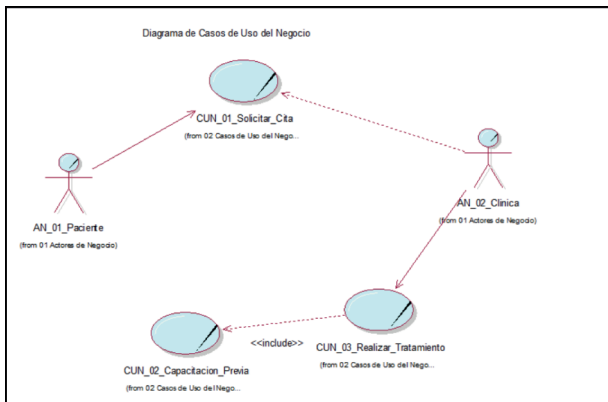 Diagrama de Casos de Uso del Negocio
CUN_01_Solicitar_Cita
(from 02 Casos de Uso del Nego...
AN_01_Paciente
(from 01 Actores de Negocio)
AN_02_Clinica
(from 01 Actores de Negocio)
<<include>>
CUN_02_Capacitacion_Previa
(from 02 Casos de Uso del Nego...
CUN_03_Realizar_Tratamiento
(from 02 Casos de Uso del Nego...